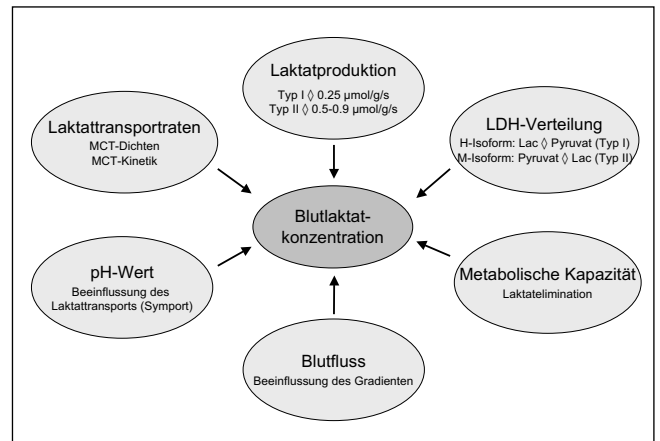 Laktatproduktion
Typ I ◊ 0.25 µmol/g/s
Typ II ◊ 0.5-0.9 µmol/g/s
Laktattransportraten
MCT-Dichten
MCT-Kinetik
LDH-Verteilung
H-Isoform: Lac ◊ Pyruvat (Typ I)
M-Isoform: Pyruvat ◊ Lac (Typ II)
Blutlaktat-
konzentration
pH-Wert
Beeinflussung des
Laktattransports (Symport)
Metabolische Kapazität
Laktatelimination
Blutfluss
Beeinflussung des Gradienten